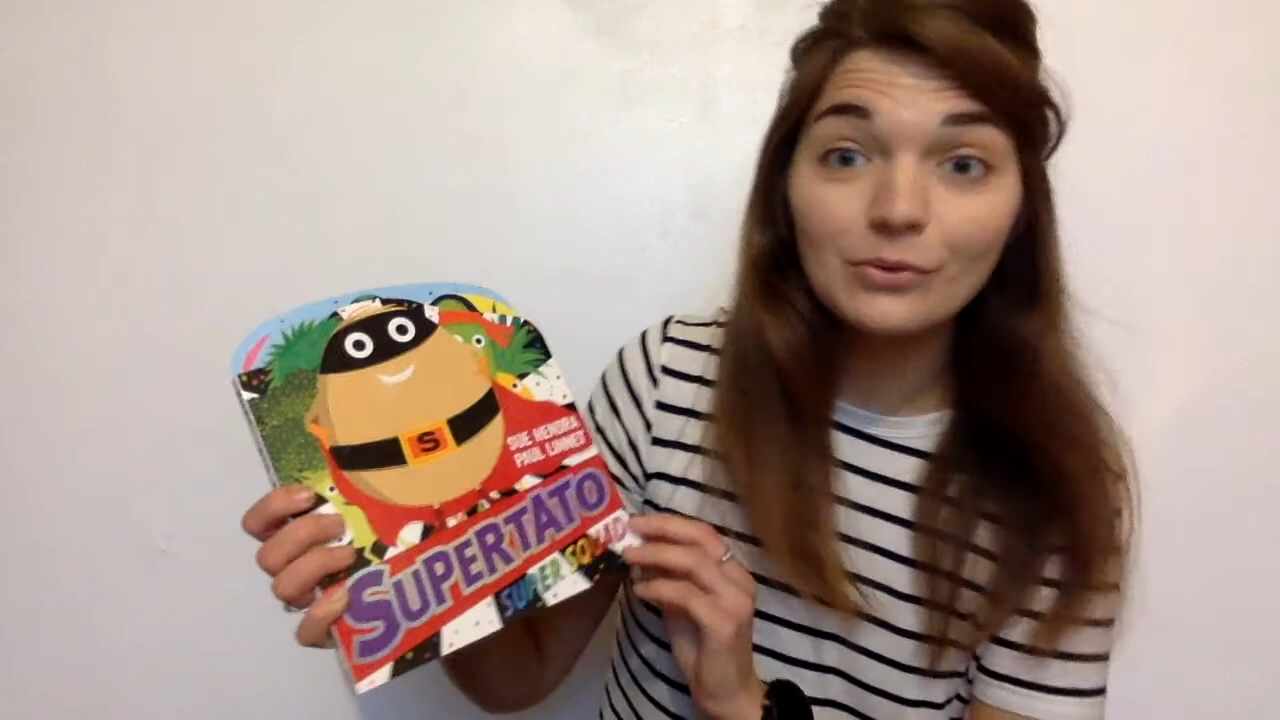 S
SUE HENDRA
PAUL LINNET
SUPERTATO
SUPER SQUAD